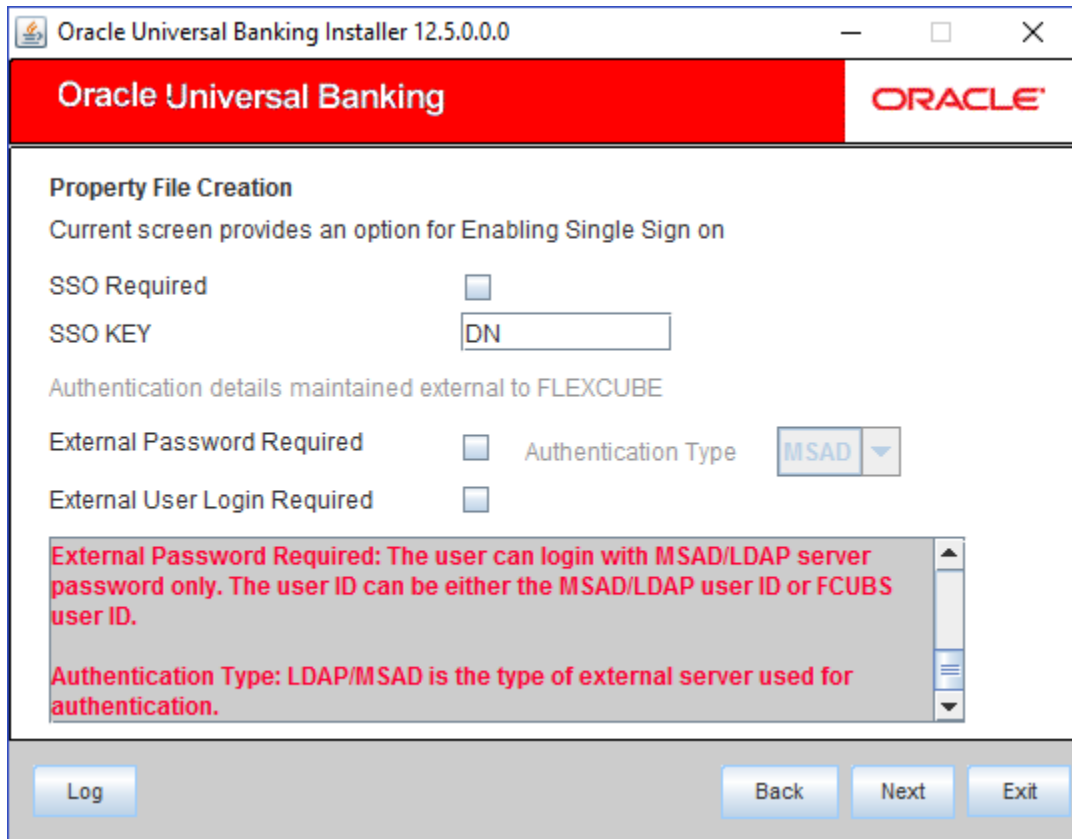 Oracle Universal Banking Installer 12.5.0.0.0
Oracle Universal Banking
ORACLE
Property File Creation
Current screen provides an option for Enabling Single Sign on
SSO Required
SSO KEY
DN
Authentication details maintained external to FLEXCUBE
External Password Required
Authentication Type
MSAD
External User Login Required
External Password Required: The user can login with MSAD/LDAP server
password only. The user ID can be either the MSAD/LDAP user ID or FCUBS
user ID.
Authentication Type: LDAP/MSAD is the type of external server used for
authentication.
Log
Back
Next
Exit